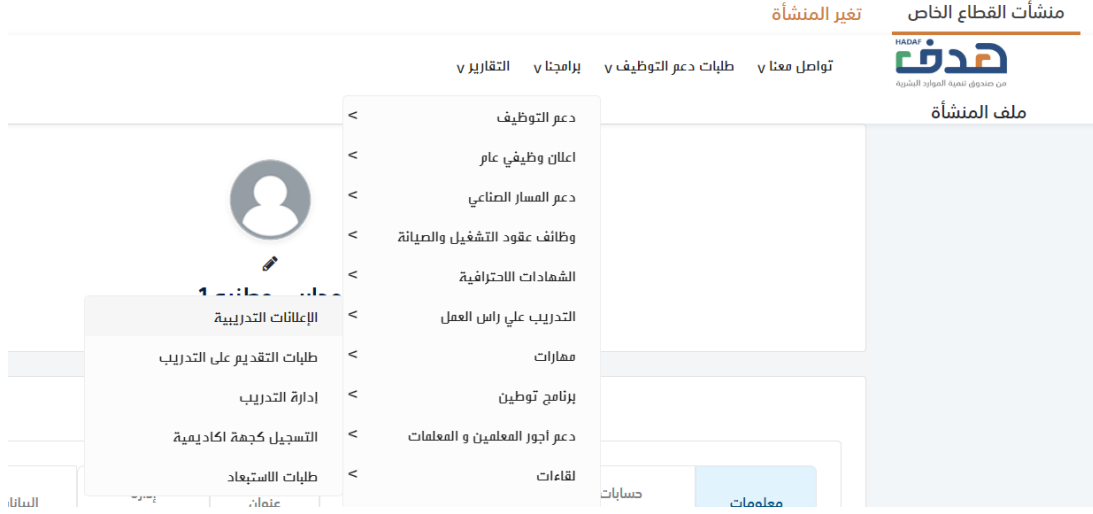 منشأت القطاع الخاص
تغير المنشأة
HADAF
هدف
من صندوق تنمية الموارد البشرية
تواصل معنا v
طلبات دعم التوظيف v
برامجنا v
التقارير v
ملف المنشأة
دعم التوظيف >
اعلان وظيفي عام >
دعم المسار الصناعي >
وظائف عقود التشغيل والصيانة >
الشهادات الاحترافية >
التدريب علي راس العمل >
مهارات >
برنامج توطين >
دعم أجور المعلمين و المعلمات >
لقاءات >
الإعلانات التدريبية
طلبات التقديم على التدريب
إدارة التدريب
التسجيل كجهة اكاديمية
طلبات الاستبعاد
معلومات
حسابات
عنوان